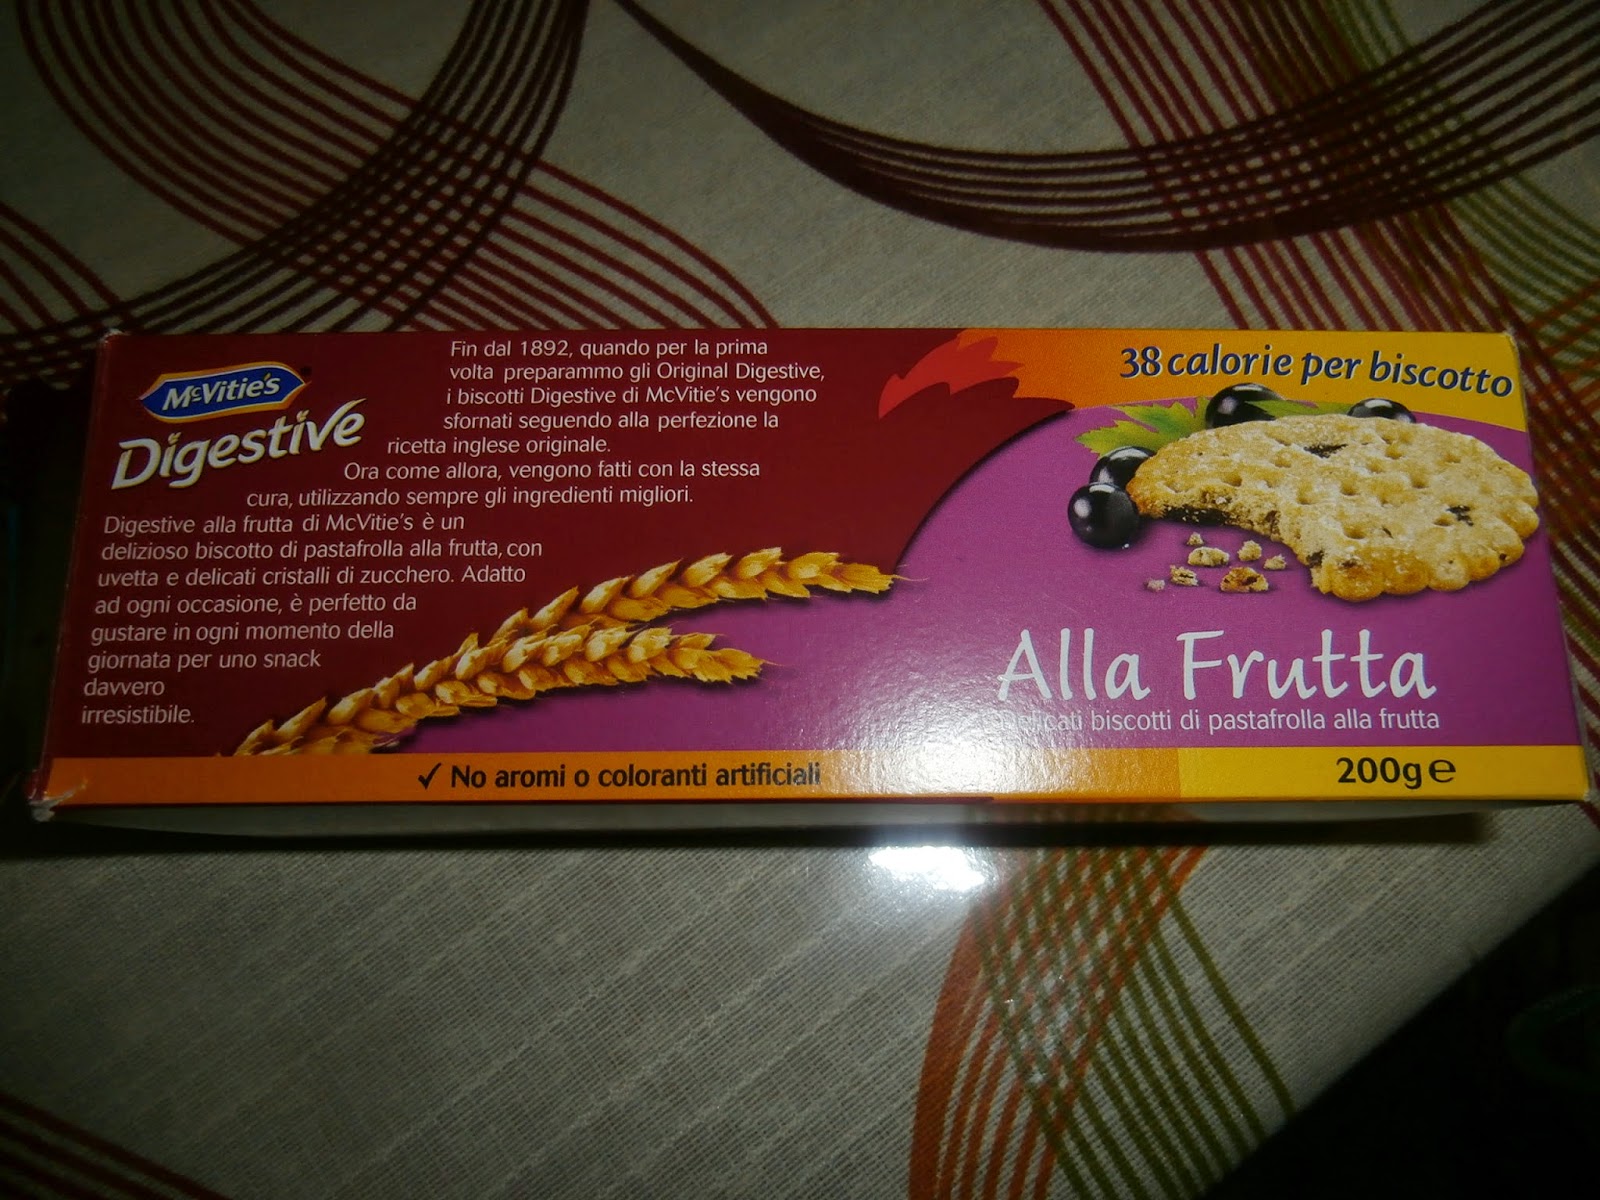 McVitie's
Digestive
Fin dal 1892, quando per la prima
volta preparammo gli Original Digestive,
i biscotti Digestive di McVitie's vengono
sfornati seguendo alla perfezione la
ricetta inglese originale.
Ora come allora, vengono fatti con la stessa
cura, utilizzando sempre gli ingredienti migliori.
Digestive alla frutta di McVitie's è un
delizioso biscotto di pastafrolla alla frutta, con
uvetta e delicati cristalli di zucchero. Adatto
ad ogni occasione, è perfetto da
gustare in ogni momento della
giornata per uno snack
davvero
irresistibile.
38 calorie per biscotto
Alla Frutta
Delicati biscotti di pastafrolla alla frutta
✓ No aromi o coloranti artificiali
200g e